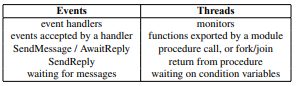 Events Threads
event handlers monitors
events accepted by a handler functions exported by a module
SendMessage / AwaitReply procedure call, or fork/join
SendReply return from procedure
waiting for messages waiting on condition variables